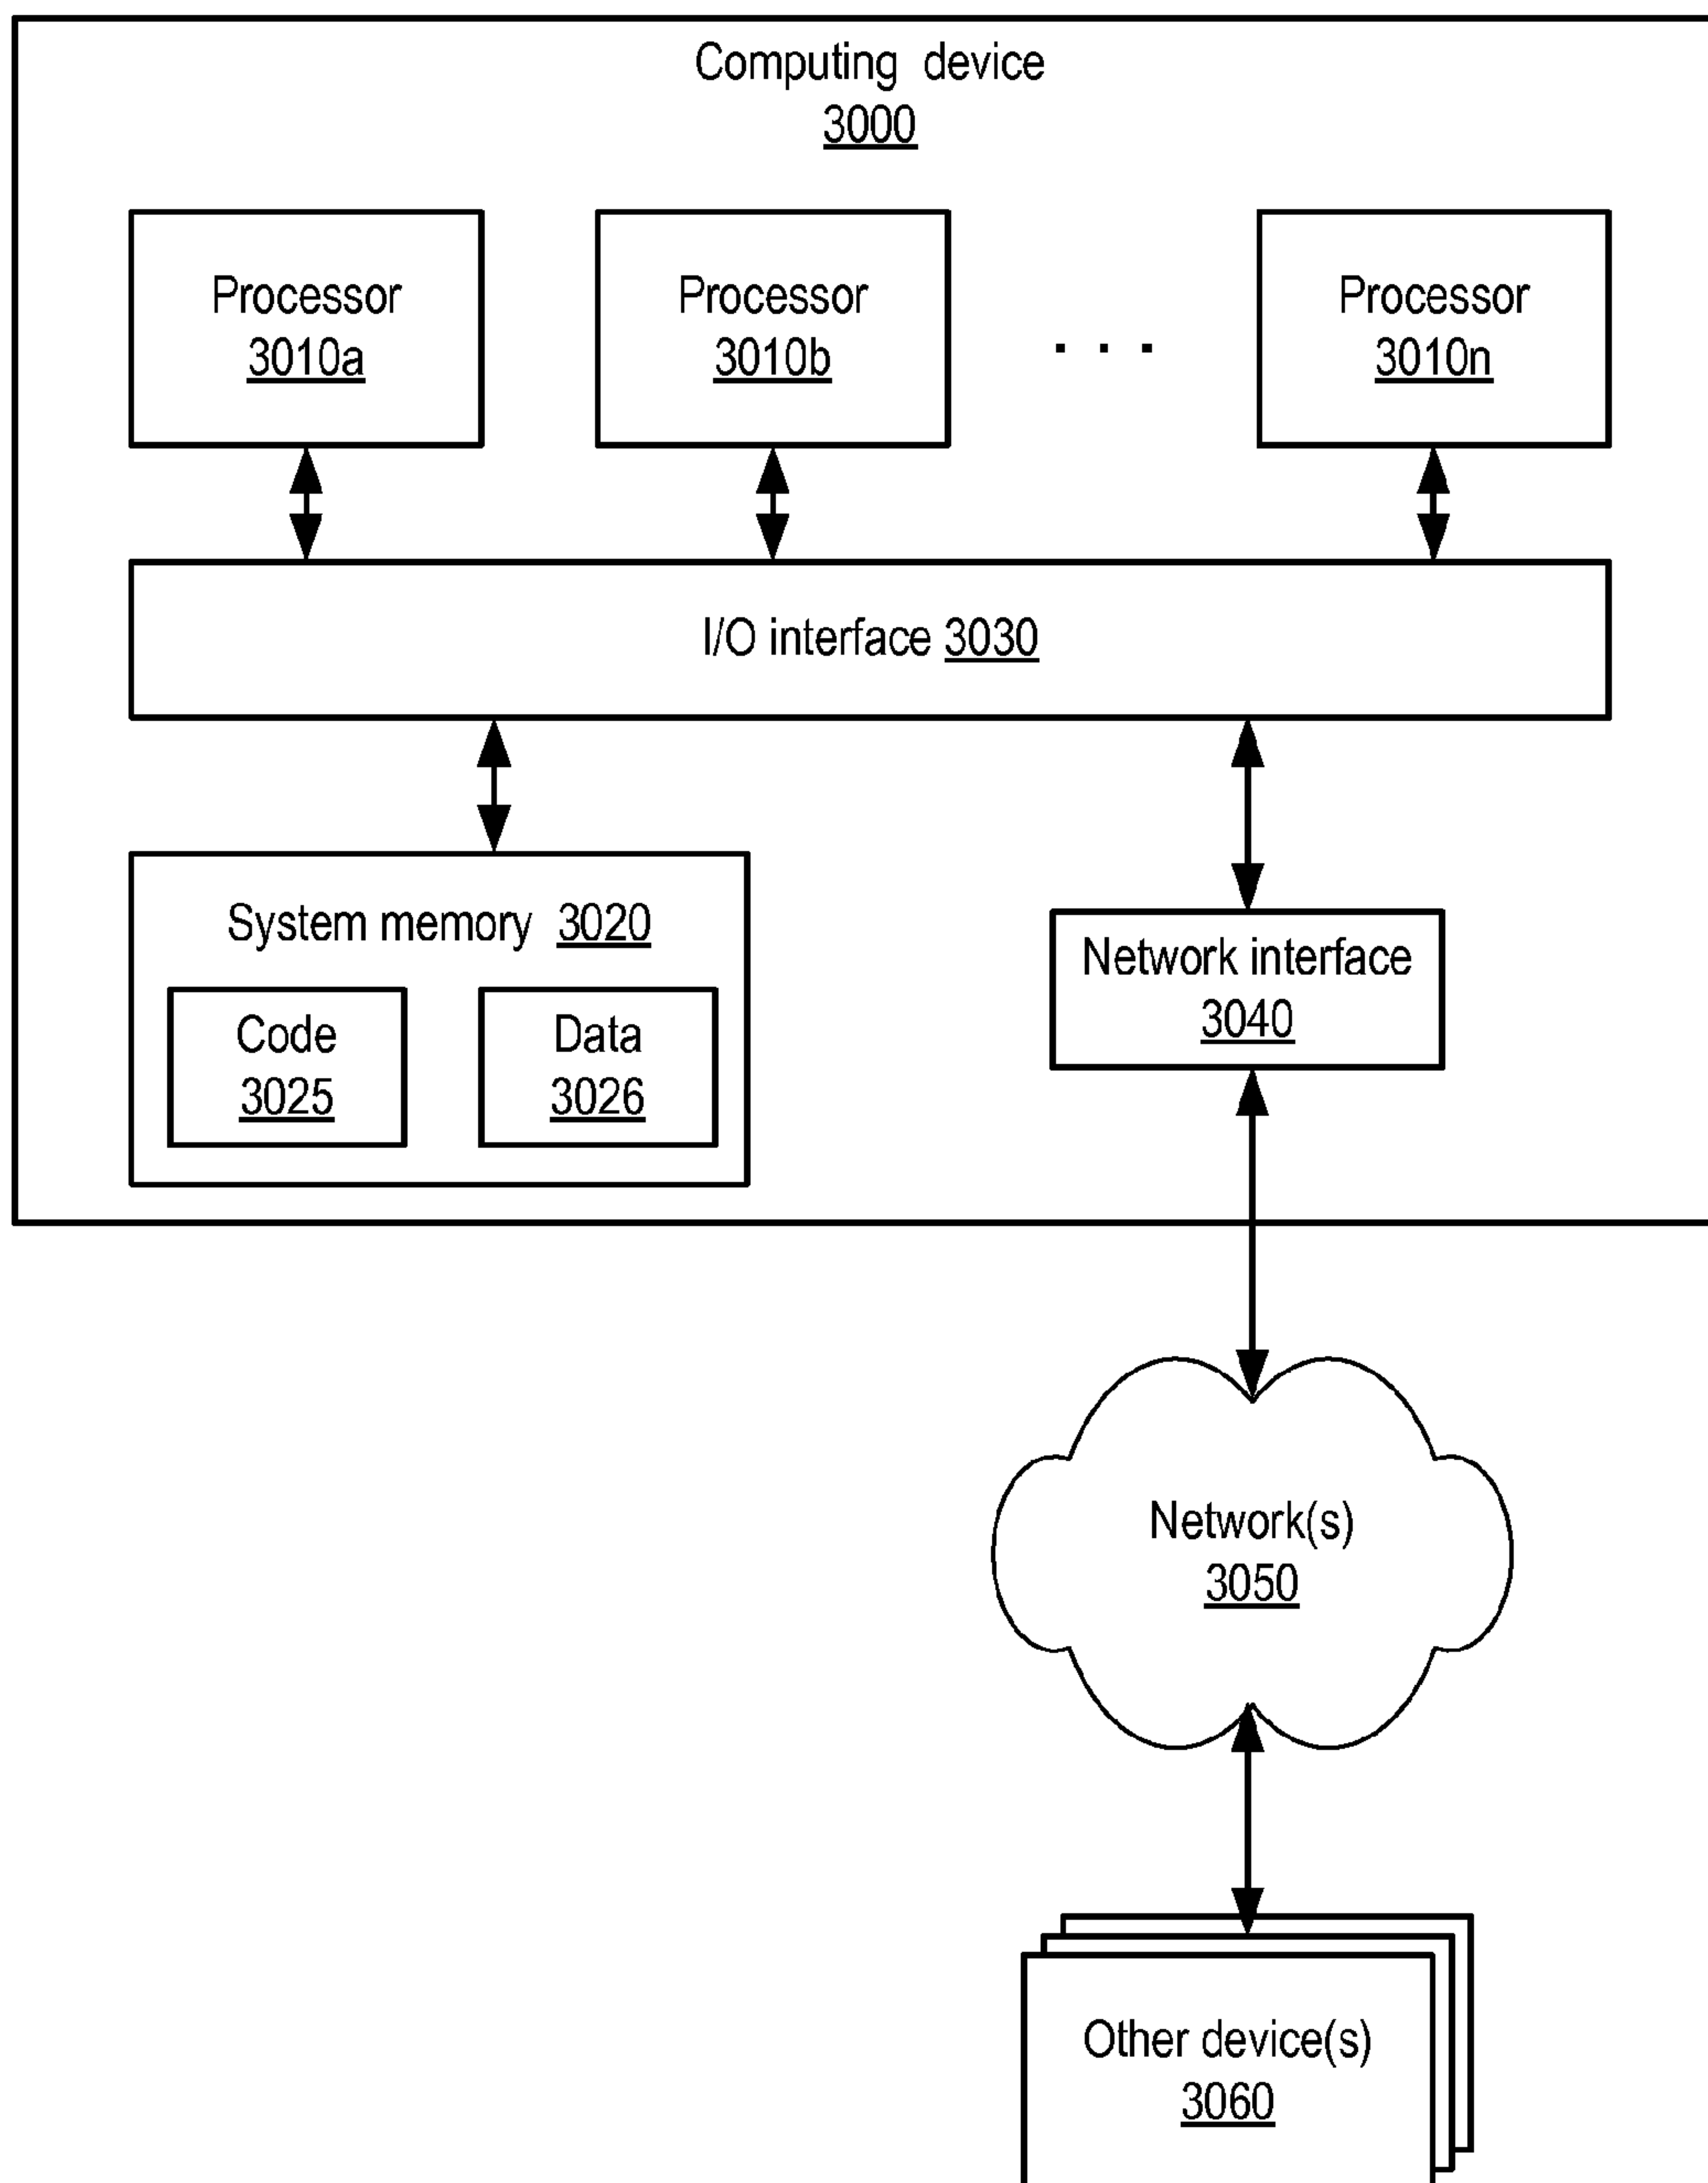 Computing device
3000
Processor
3010a
Processor
3010b
. . .
Processor
3010n
I/O interface 3030
System memory 3020
Code
3025
Data
3026
Network interface
3040
Network(s)
3050
Other device(s)
3060